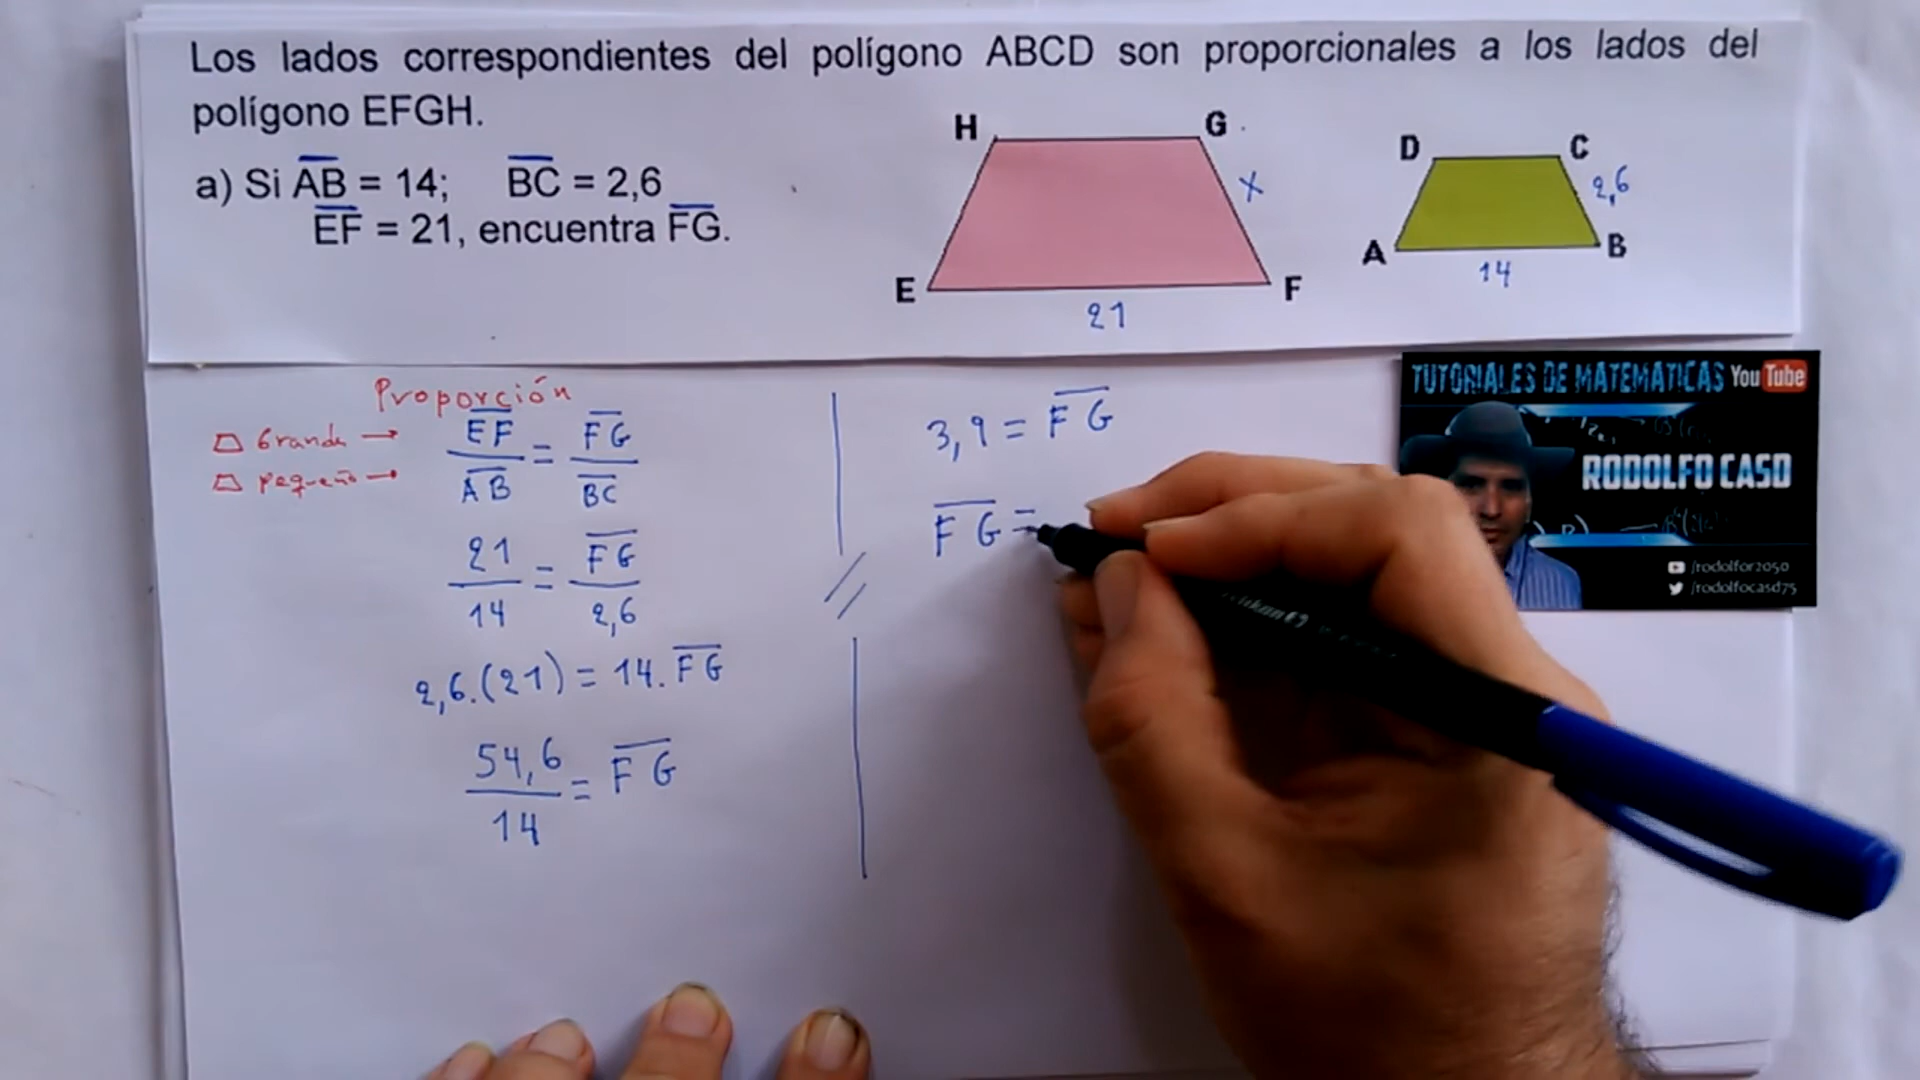 Los lados correspondientes del polígono ABCD son proporcionales a los lados del
polígono EFGH.
a) Si AB = 14; BC = 2,6
EF = 21, encuentra FG.
H G
X
E F
21
D C
2,6
A B
14
Proporción
Grande → EF/AB = FG/BC
pequeño →
21/14 = FG/2,6
2,6.(21) = 14.FG
54,6/14 = FG
3,9 = FG
FG =
TUTORIALES DE MATEMATICAS YouTube
RODOLFO CASO
/rodolfor2050
/rodolfocasd75